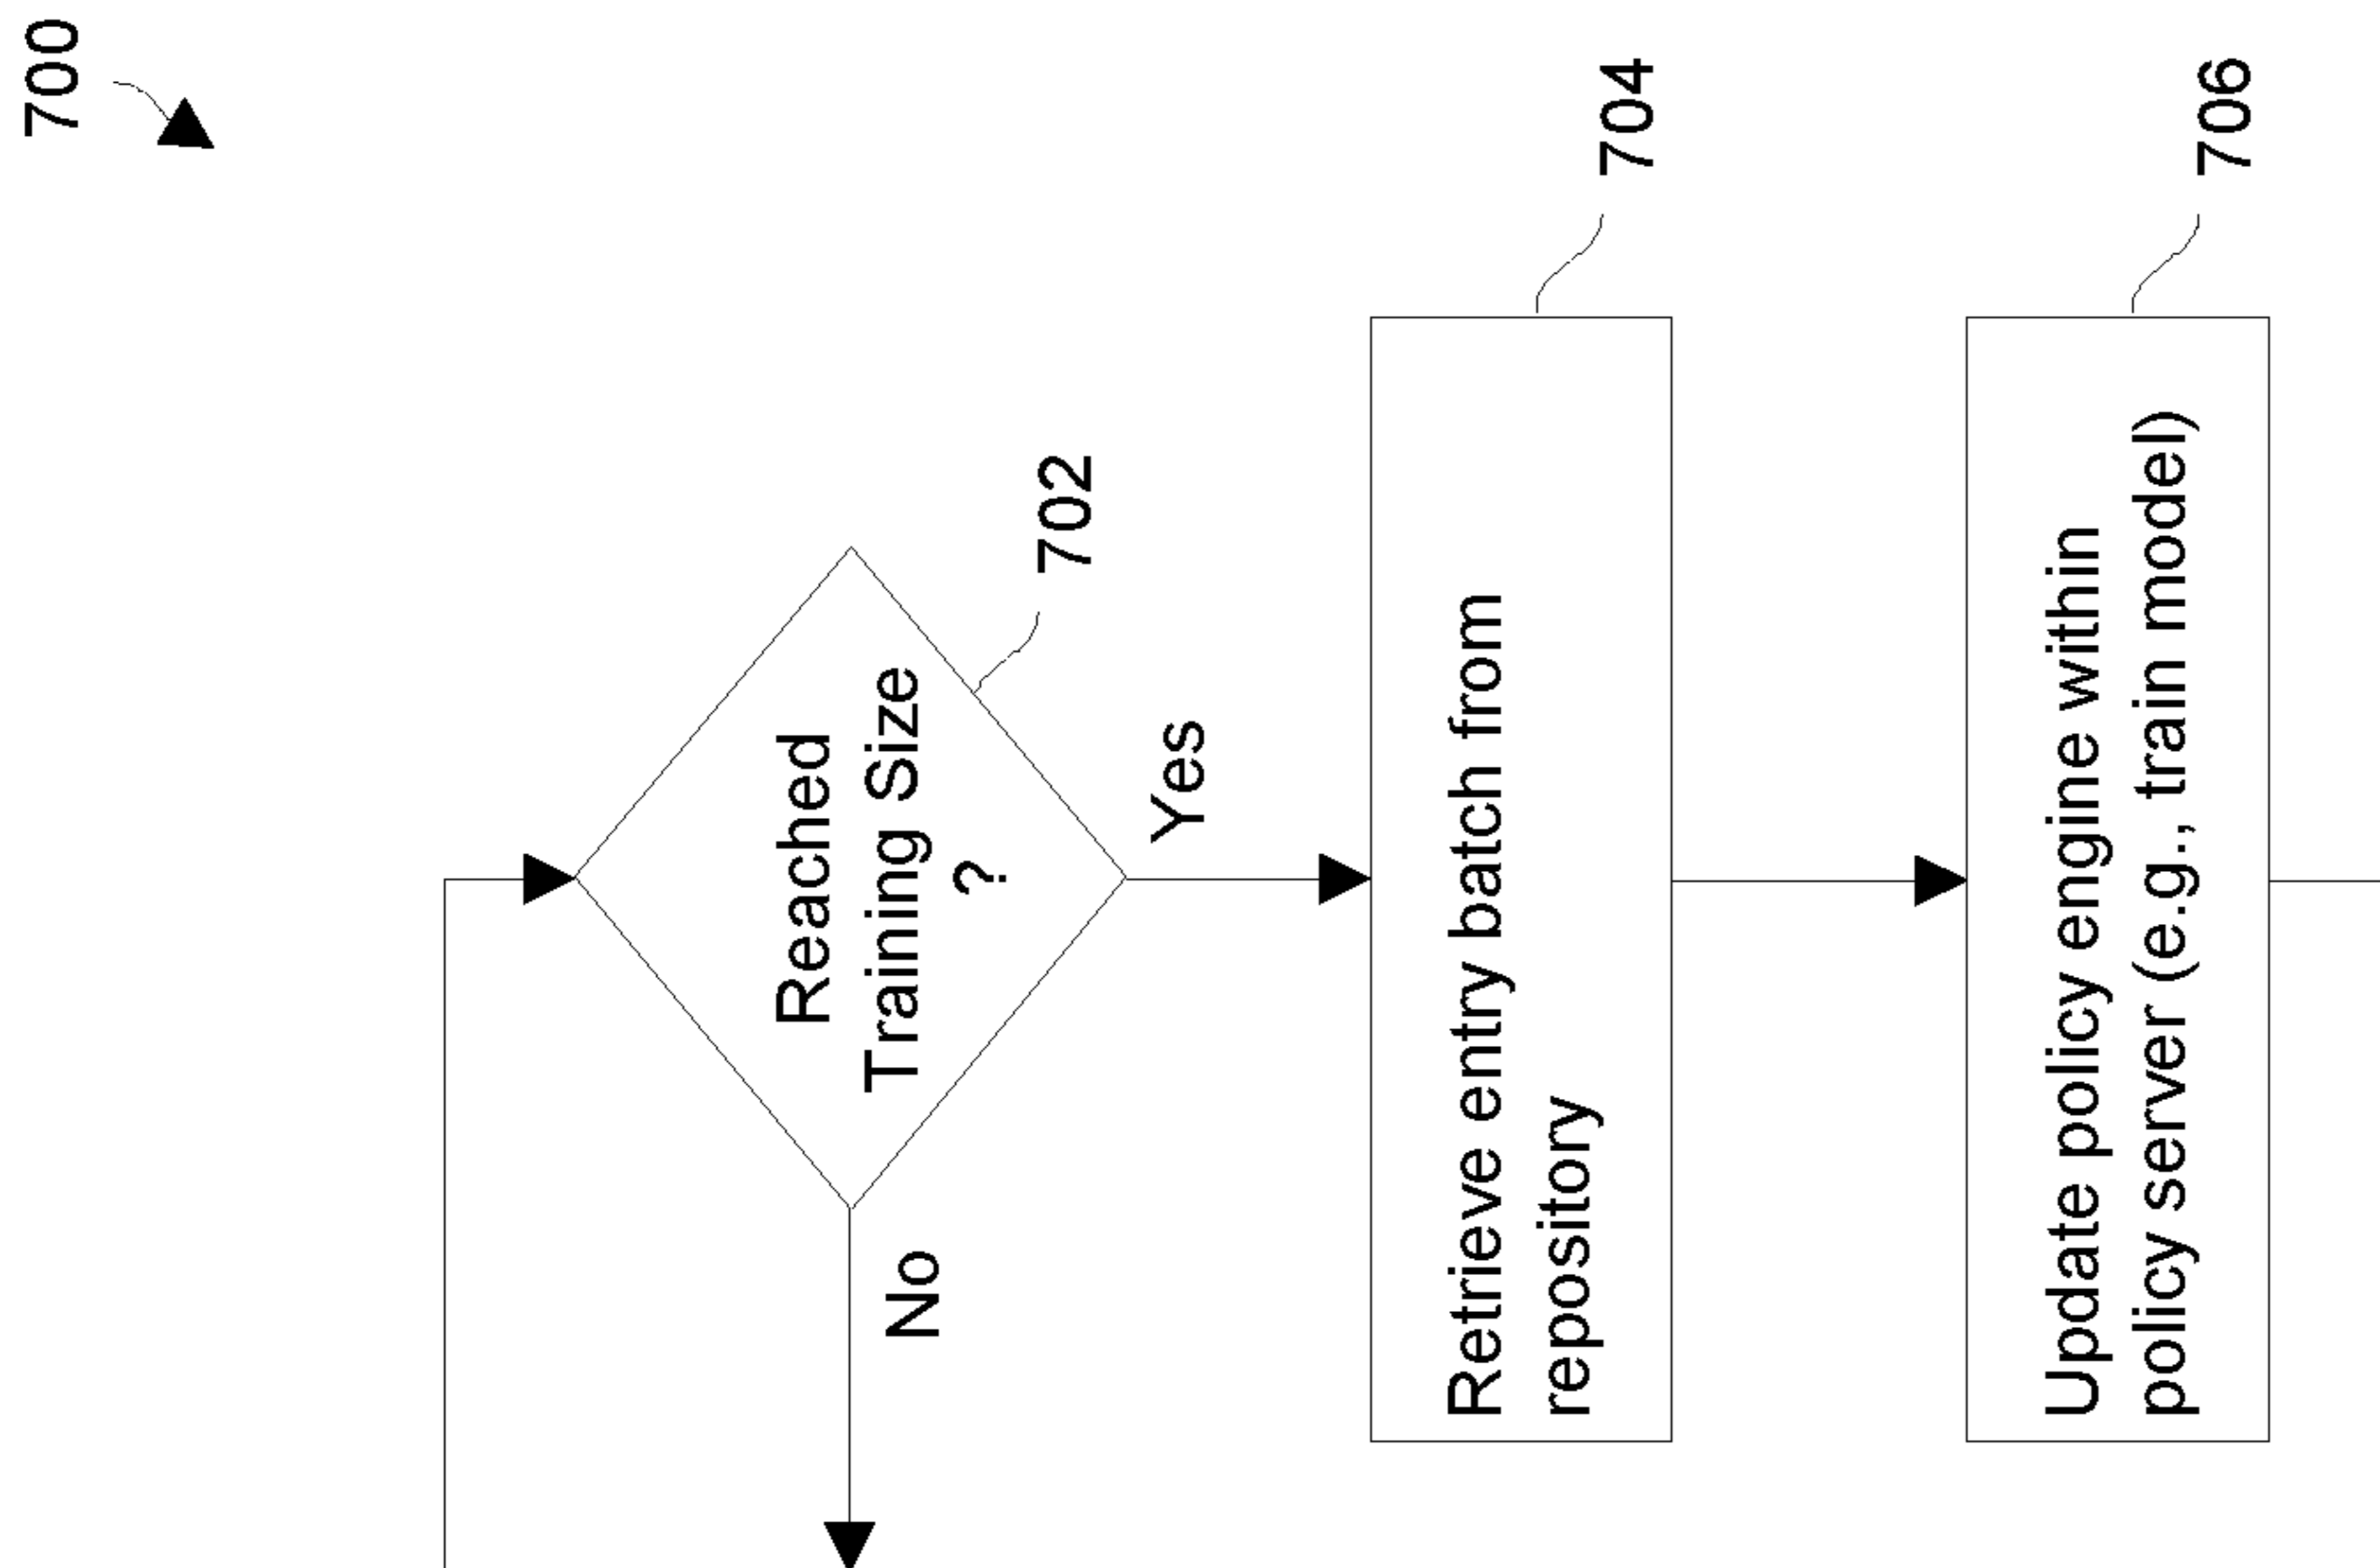 700
Reached
Training Size
?
702
No
Yes
Retrieve entry batch from
repository
704
Update policy engine within
policy server (e.g., train model)
706